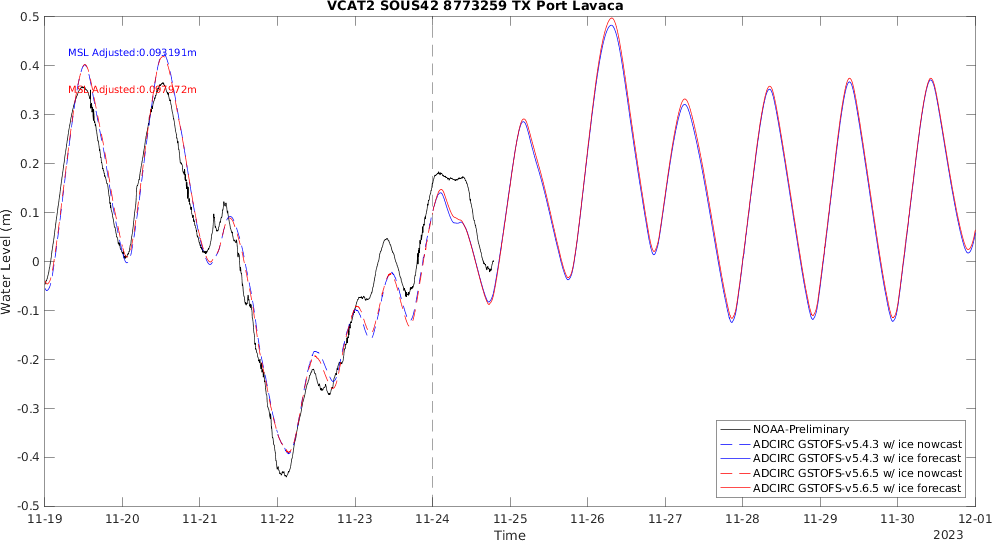 VCAT2 SOUS42 8773259 TX Port Lavaca
0.5
0.4
0.3
0.2
0.1
0
-0.1
-0.2
-0.3
-0.4
-0.5
Water Level (m)
MSL Adjusted:0.093191m
MSL Adjusted:0.097972m
NOAA-Preliminary
ADCIRC GSTOFS-v5.4.3 w/ ice nowcast
ADCIRC GSTOFS-v5.4.3 w/ ice forecast
ADCIRC GSTOFS-v5.6.5 w/ ice nowcast
ADCIRC GSTOFS-v5.6.5 w/ ice forecast
11-19 11-20 11-21 11-22 11-23 11-24 11-25 11-26 11-27 11-28 11-29 11-30 12-01
Time
2023